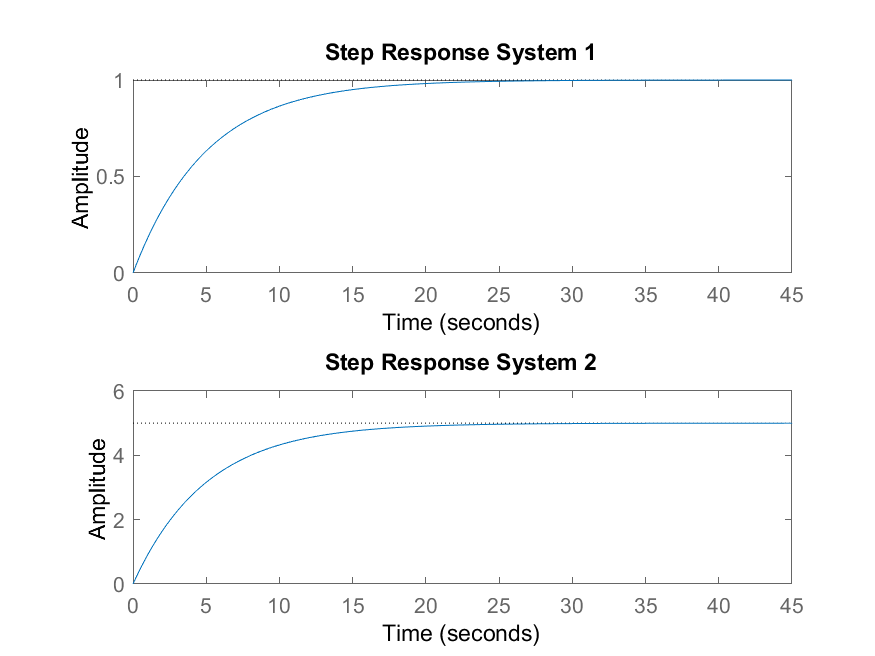 Step Response System 1
1
0.5
0
Amplitude
0 5 10 15 20 25 30 35 40 45
Time (seconds)
Step Response System 2
6
4
2
0
Amplitude
0 5 10 15 20 25 30 35 40 45
Time (seconds)